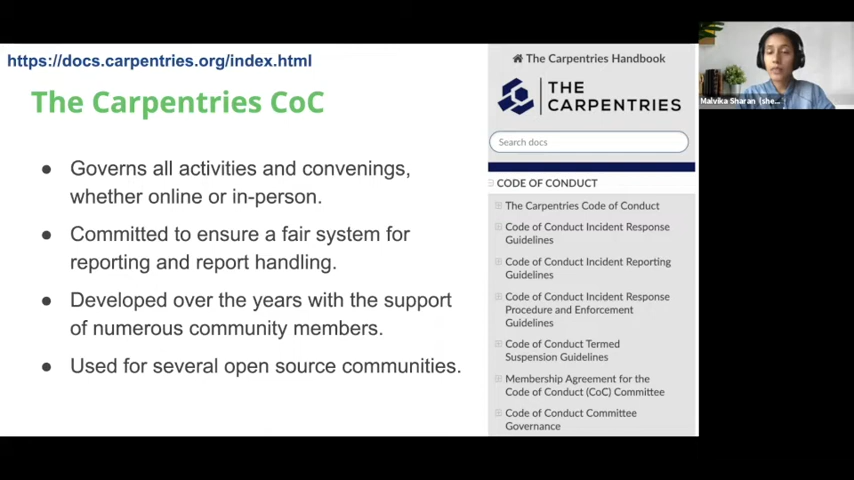 https://docs.carpentries.org/index.html
The Carpentries CoC
● Governs all activities and convenings,
whether online or in-person.
● Committed to ensure a fair system for
reporting and report handling.
● Developed over the years with the support
of numerous community members.
● Used for several open source communities.
The Carpentries Handbook
THE
CARPENTRIES
Search docs
CODE OF CONDUCT
The Carpentries Code of Conduct
Code of Conduct Incident Response
Guidelines
Code of Conduct Incident Reporting
Guidelines
Code of Conduct Incident Response
Procedure and Enforcement
Guidelines
Code of Conduct Termed
Suspension Guidelines
Membership Agreement for the
Code of Conduct (CoC) Committee
Code of Conduct Committee
Governance
Malvika Sharan (she...